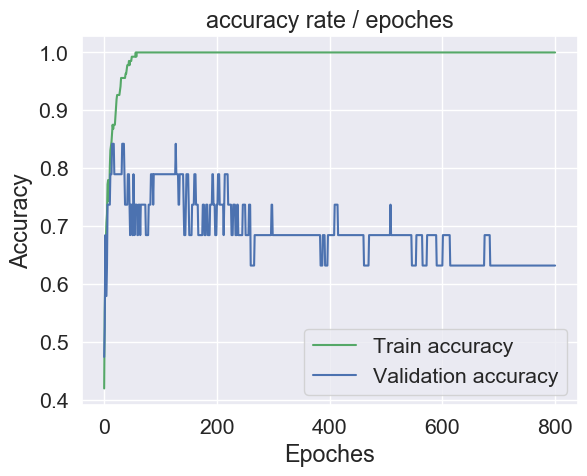 accuracy rate / epoches
1.0
0.9
0.8
0.7
0.6
0.5
0.4
Accuracy
0
200
400
600
800
Epoches
Train accuracy
Validation accuracy